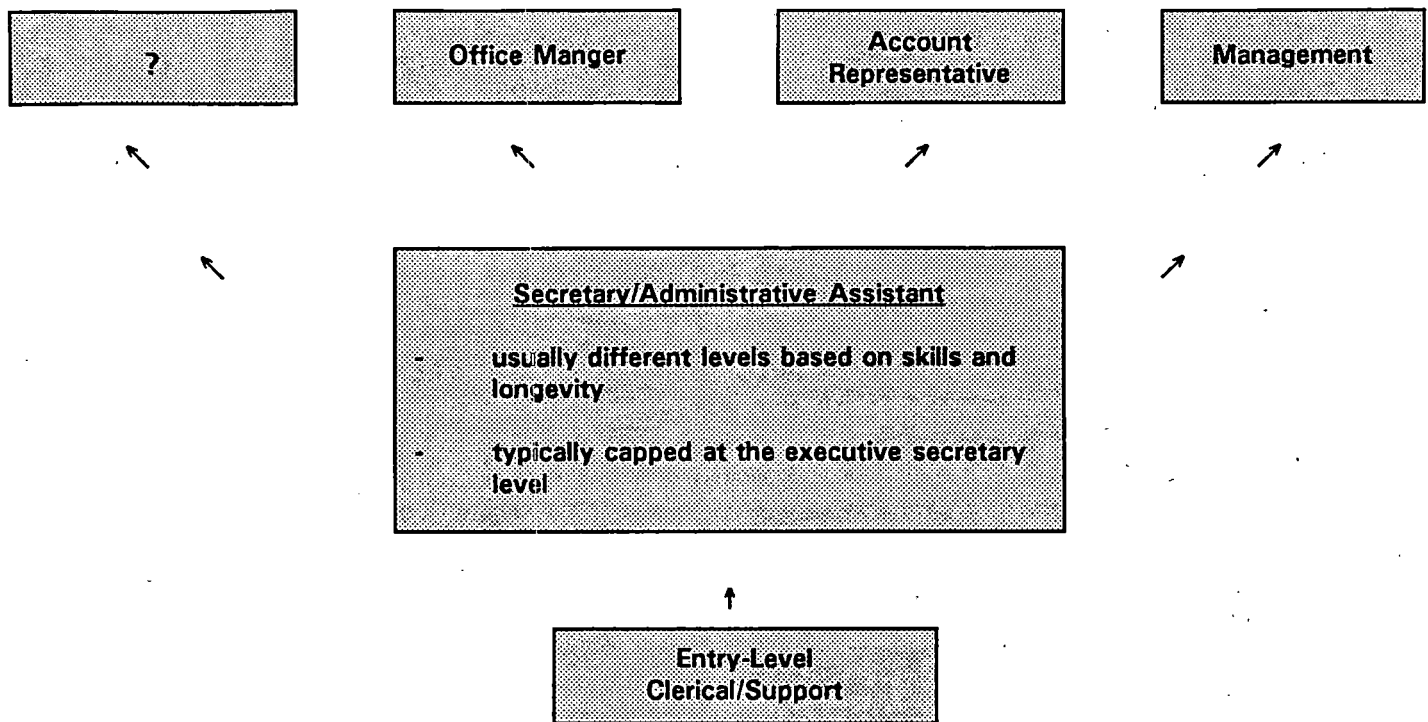 ?
Office Manger
Account
Representative
Management
Secretary/Administrative Assistant
- usually different levels based on skills and
longevity
- typically capped at the executive secretary
level
Entry-Level
Clerical/Support